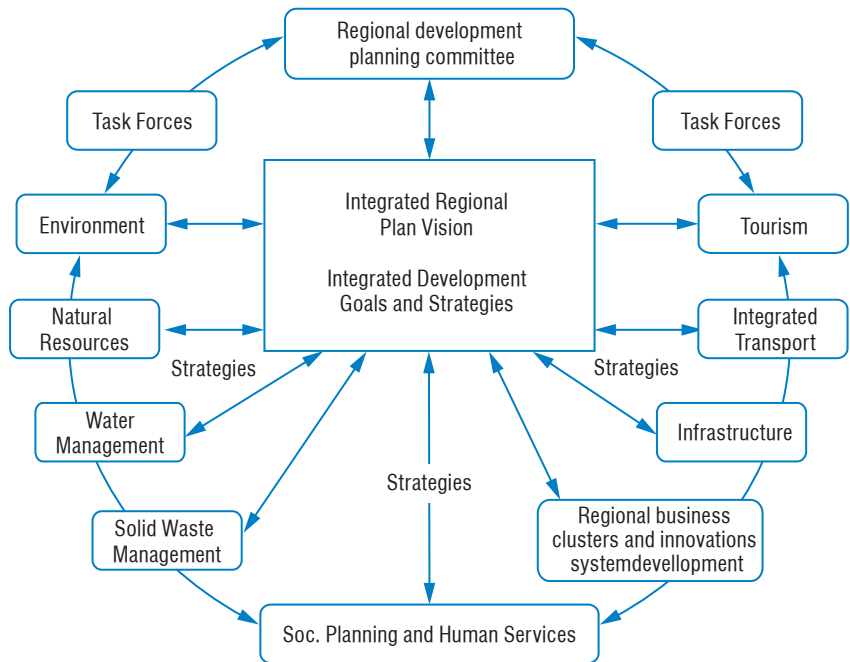 Regional development
planning committee
Task Forces
Task Forces
Integrated Regional
Plan Vision
Integrated Development
Goals and Strategies
Environment
Tourism
Natural
Resources
Integrated
Transport
Strategies
Strategies
Water
Management
Infrastructure
Strategies
Solid Waste
Management
Regional business
clusters and innovations
systemdevellopment
Soc. Planning and Human Services